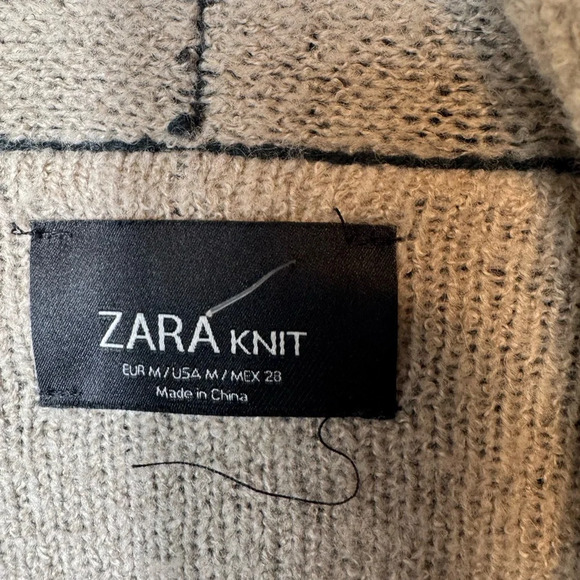 ZARA KNIT
EUR M / USA M / MEX 28
Made in China